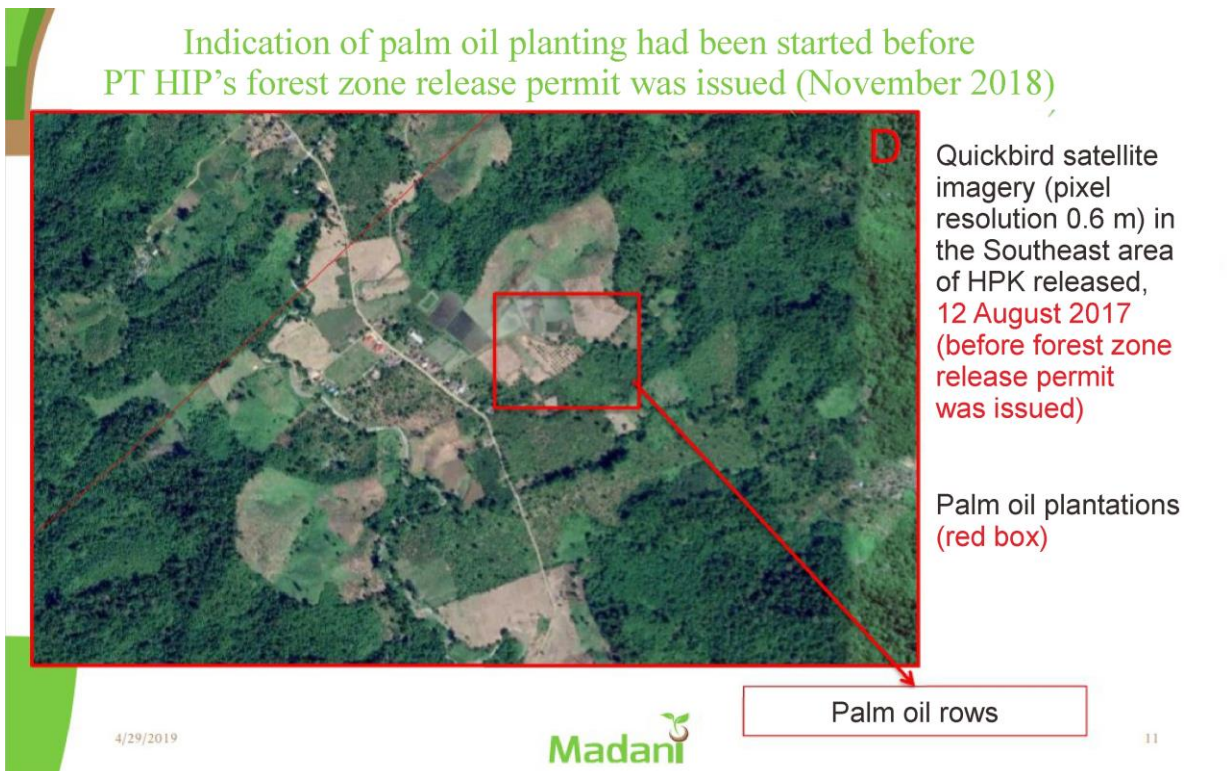 Indication of palm oil planting had been started before
PT HIP's forest zone release permit was issued (November 2018)
D
Quickbird satellite
imagery (pixel
resolution 0.6 m) in
the Southeast area
of HPK released,
12 August 2017
(before forest zone
release permit
was issued)
Palm oil plantations
(red box)
Palm oil rows
4/29/2019
Madani
11